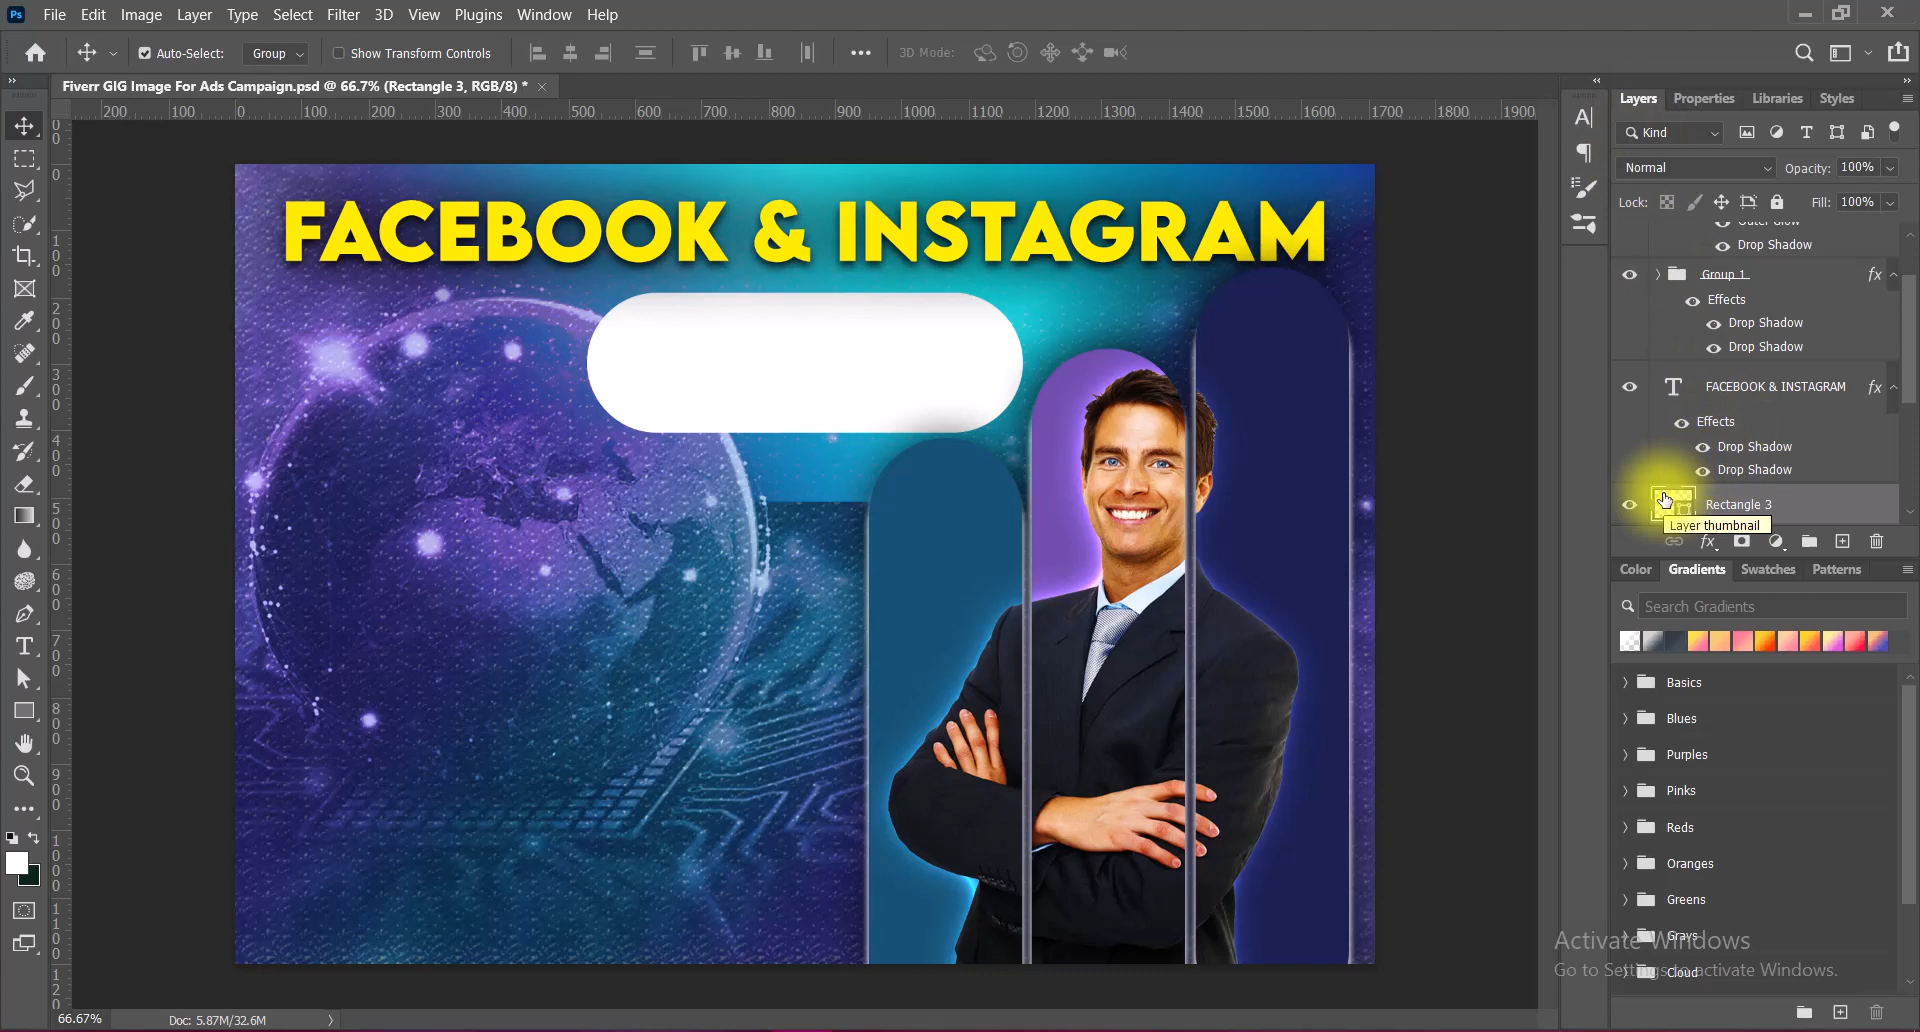 Ps File Edit Image Layer Type Select Filter 3D View Plugins Window Help
Auto-Select: Group Show Transform Controls 3D Mode:
Fiverr GIG Image For Ads Campaign.psd @ 66.7% (Rectangle 3, RGB/8) *
200 100 0 100 200 300 400 500 600 700 800 900 1000 1100 1200 1300 1400 1500 1600 1700 1800 1900
FACEBOOK & INSTAGRAM
Layers Properties Libraries Styles
Kind
Normal Opacity: 100%
Lock: Fill: 100%
Drop Shadow
Group 1 fx
Effects
Drop Shadow
Drop Shadow
FACEBOOK & INSTAGRAM fx
Effects
Drop Shadow
Drop Shadow
Rectangle 3
Layer thumbnail
Color Gradients Swatches Patterns
Search Gradients
Basics
Blues
Purples
Pinks
Reds
Oranges
Greens
Grays
Cloud
Activate Windows
Go to Settings to activate Windows.
66.67% Doc: 5.87M/32.6M